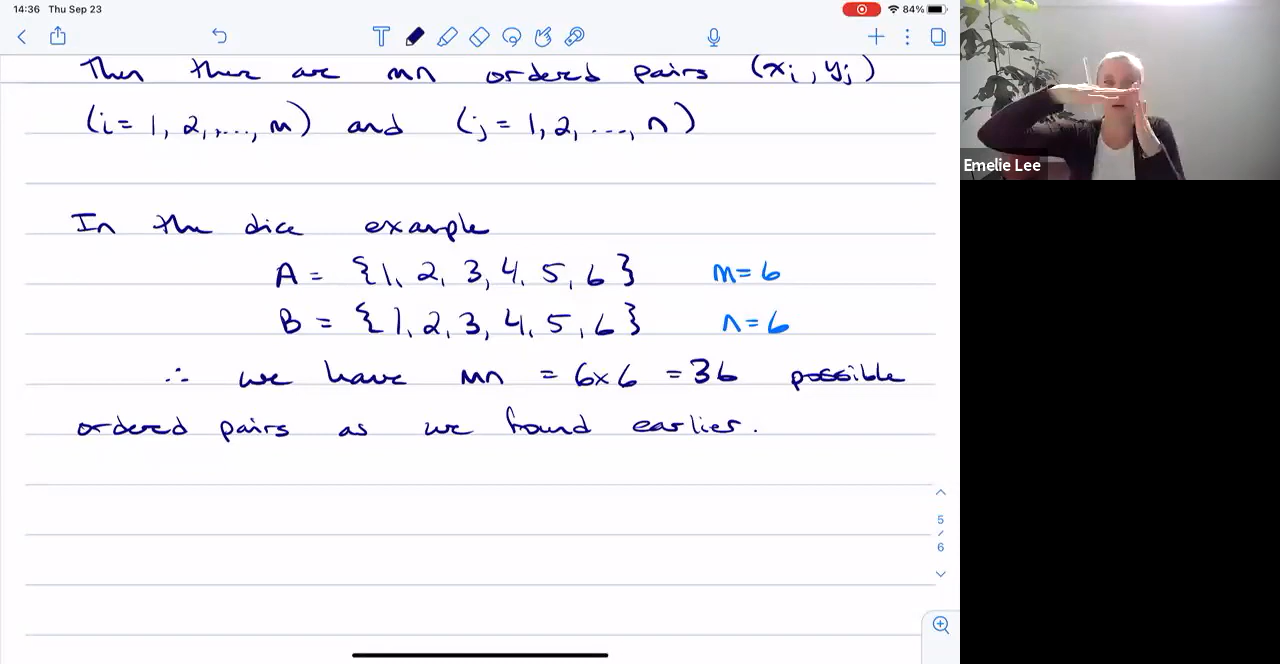 14:36 Thu Sep 23
84%
Then there are mn ordered pairs (xi, yj)
(i = 1, 2, ..., m) and (j = 1, 2, ..., n)
In the dice example
A = {1, 2, 3, 4, 5, 6} m = 6
B = {1, 2, 3, 4, 5, 6} n = 6
∴ we have mn = 6x6 = 36 possible
ordered pairs as we found earlier.
5
/
6
Emelie Lee